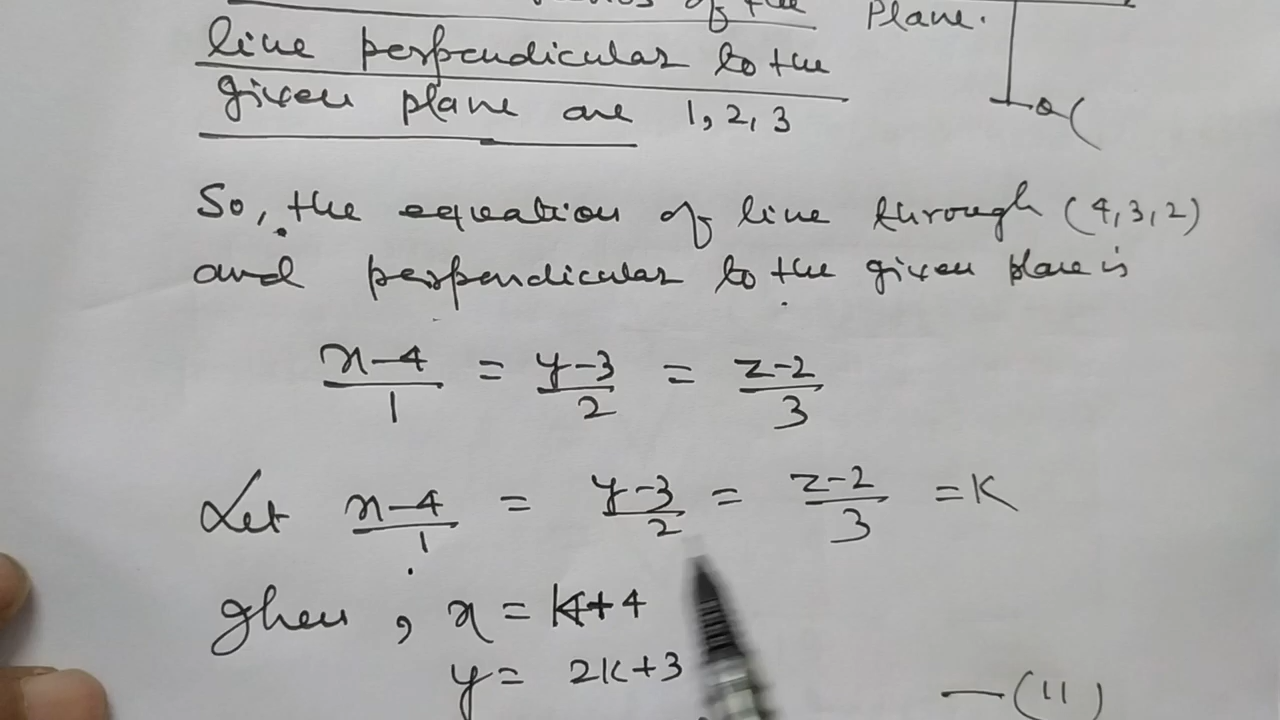 of the Plane.
line perpendicular to the
given plane are 1, 2, 3
Q(
So, the equation of line through (4, 3, 2)
and perpendicular to the given plane is
x-4/1 = y-3/2 = z-2/3
Let x-4/1 = y-3/2 = z-2/3 = K
Then, x = K+4
y = 2K+3
—(11)